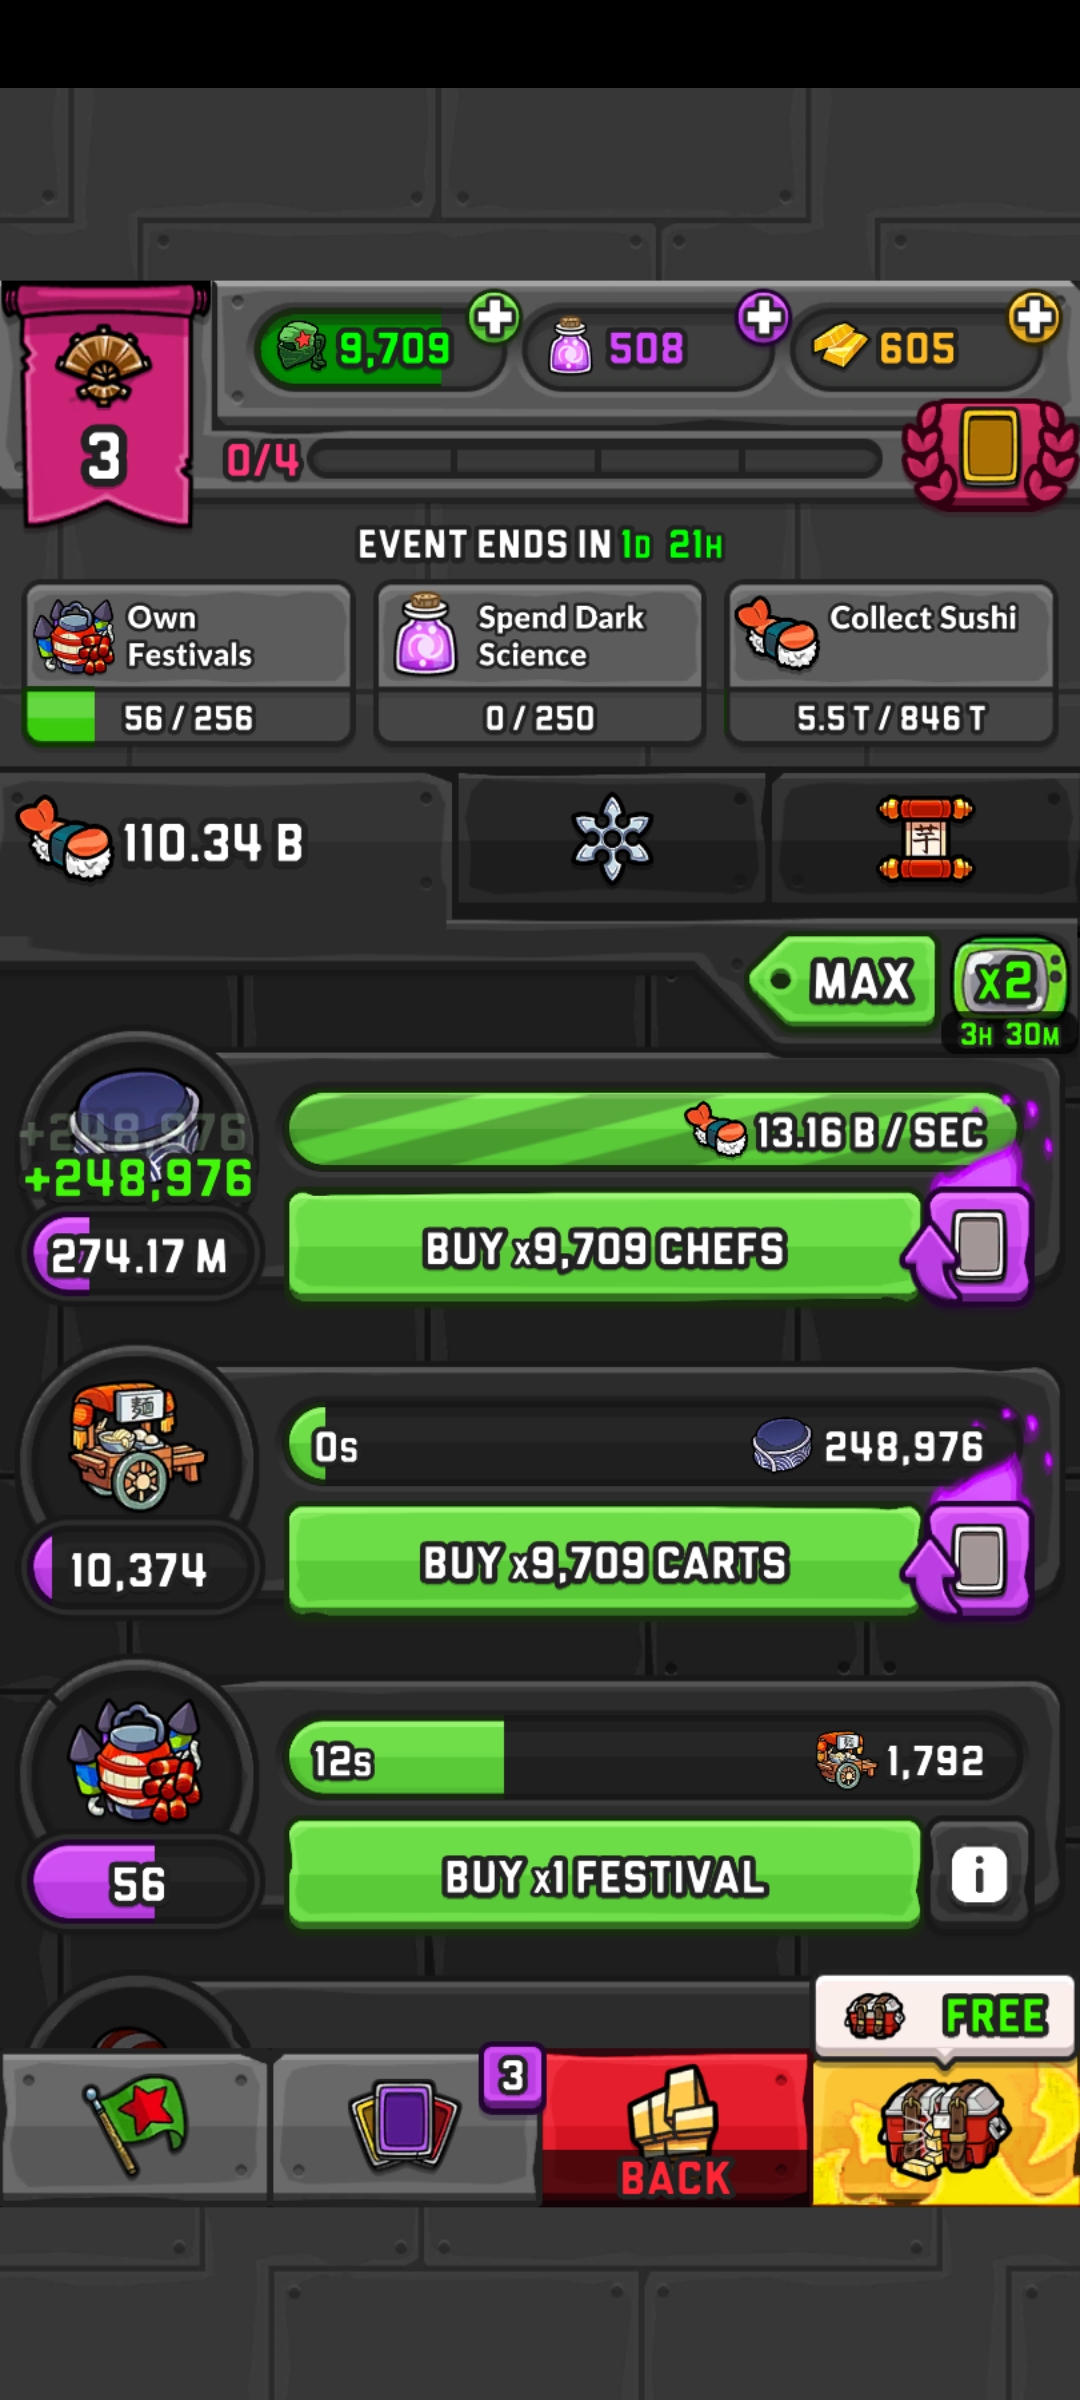 9,709
508
605
3
0/4
EVENT ENDS IN 1D 21H
Own
Festivals
56 / 256
Spend Dark
Science
0 / 250
Collect Sushi
5.5 T / 846 T
110.34 B
芋
MAX
x2
3H 30M
+248,976
+248,976
274.17 M
13.16 B / SEC
BUY x9,709 CHEFS
麺
10,374
0s
248,976
BUY x9,709 CARTS
56
12s
1,792
BUY x1 FESTIVAL
i
FREE
3
BACK